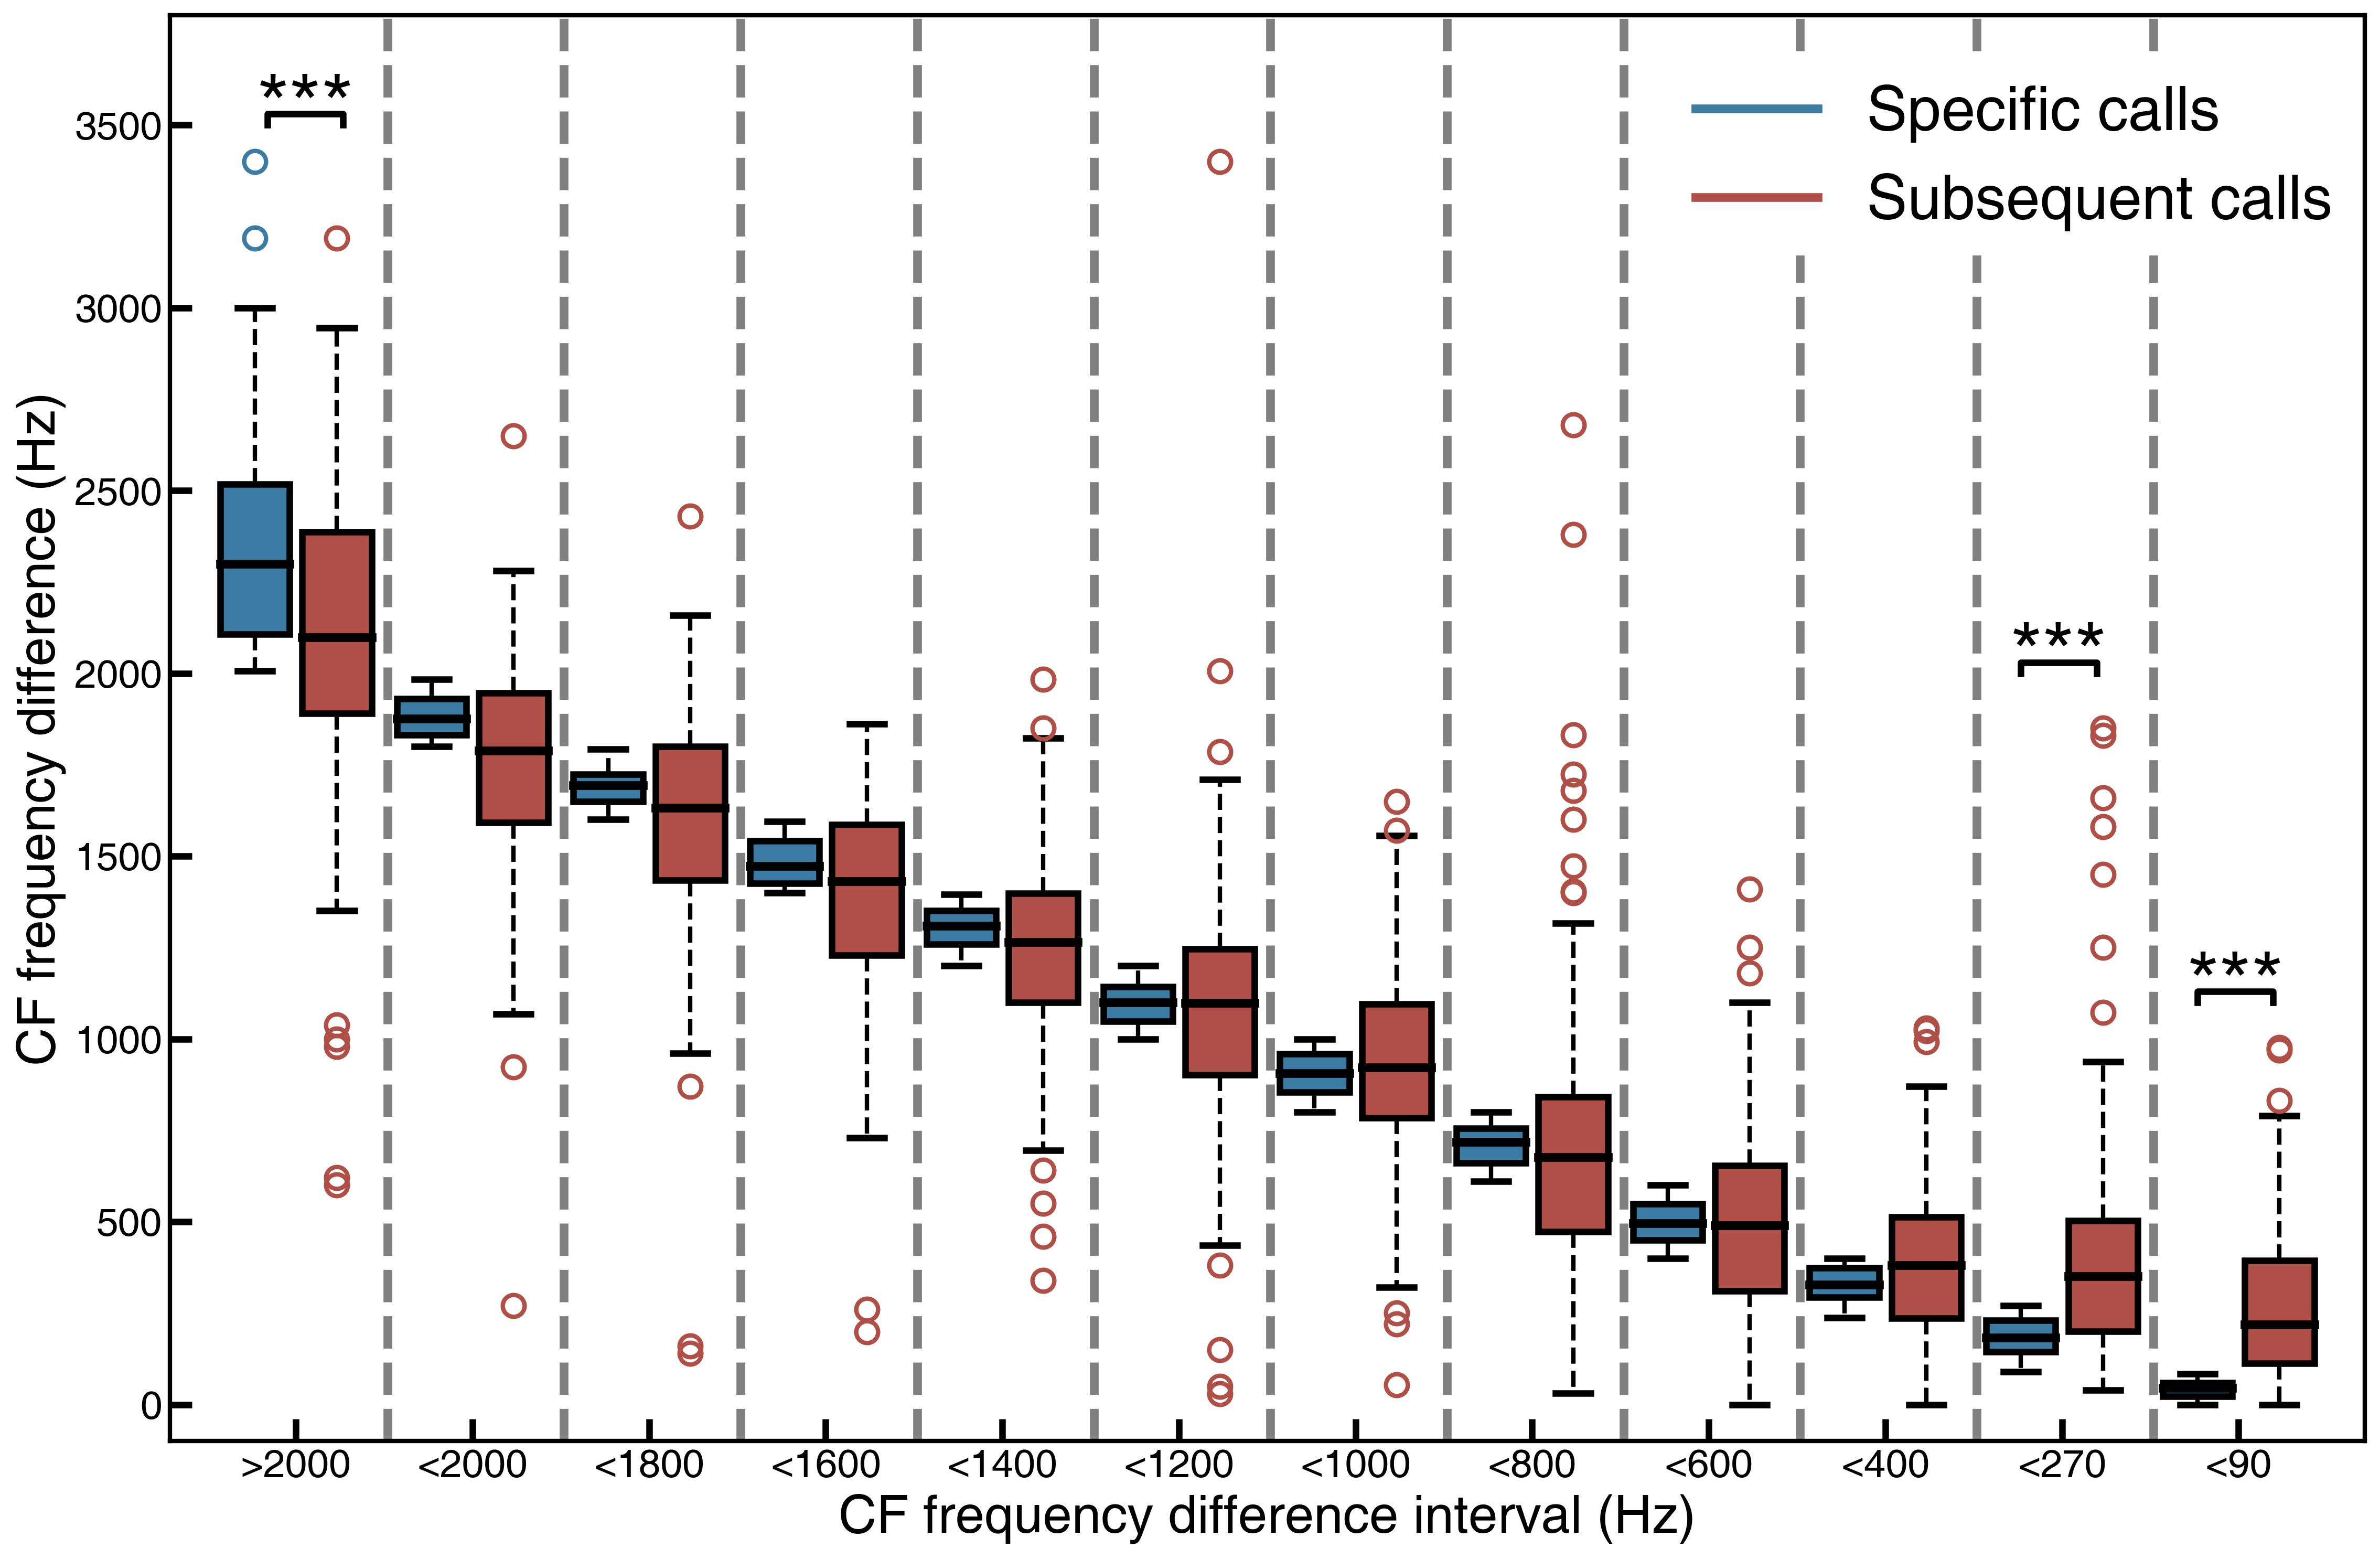 ***
Specific calls
Subsequent calls
***
***
CF frequency difference (Hz)
3500
3000
2500
2000
1500
1000
500
0
>2000 <2000 <1800 <1600 <1400 <1200 <1000 <800 <600 <400 <270 <90
CF frequency difference interval (Hz)